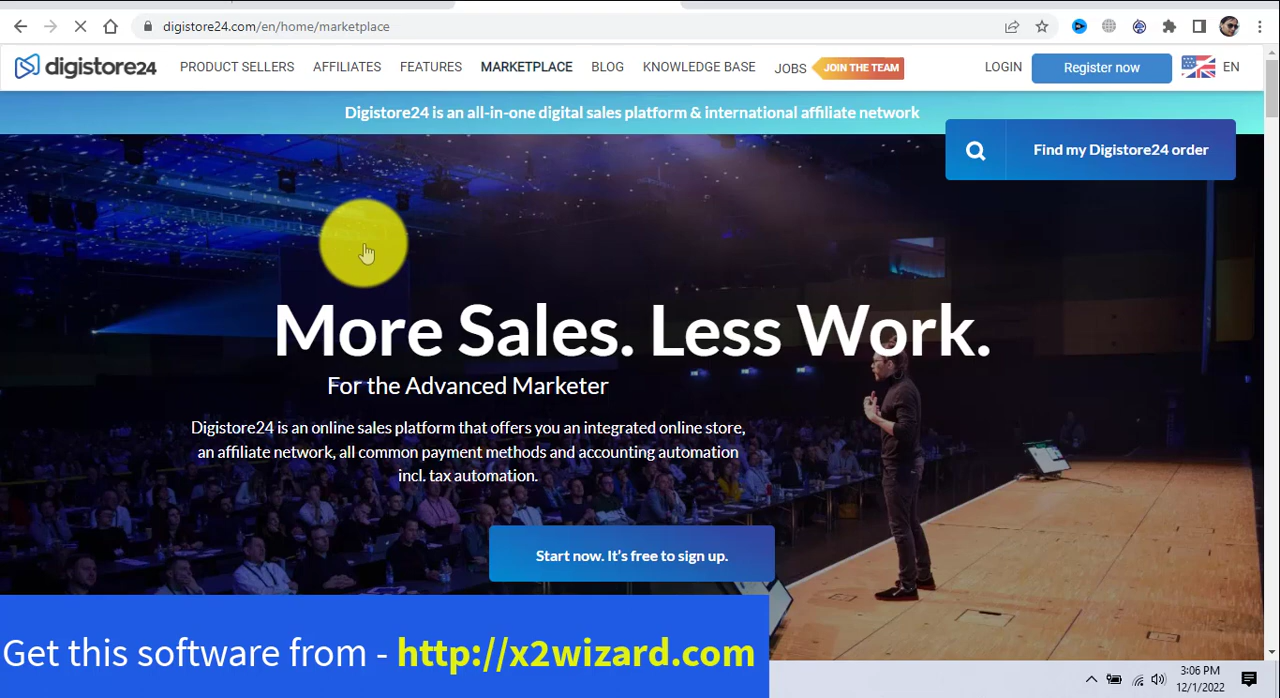 digistore24.com/en/home/marketplace
digistore24 PRODUCT SELLERS AFFILIATES FEATURES MARKETPLACE BLOG KNOWLEDGE BASE JOBS JOIN THE TEAM LOGIN Register now EN
Digistore24 is an all-in-one digital sales platform & international affiliate network
Find my Digistore24 order
More Sales. Less Work.
For the Advanced Marketer
Digistore24 is an online sales platform that offers you an integrated online store,
an affiliate network, all common payment methods and accounting automation
incl. tax automation.
Start now. It's free to sign up.
Get this software from - http://x2wizard.com
3:06 PM
12/1/2022